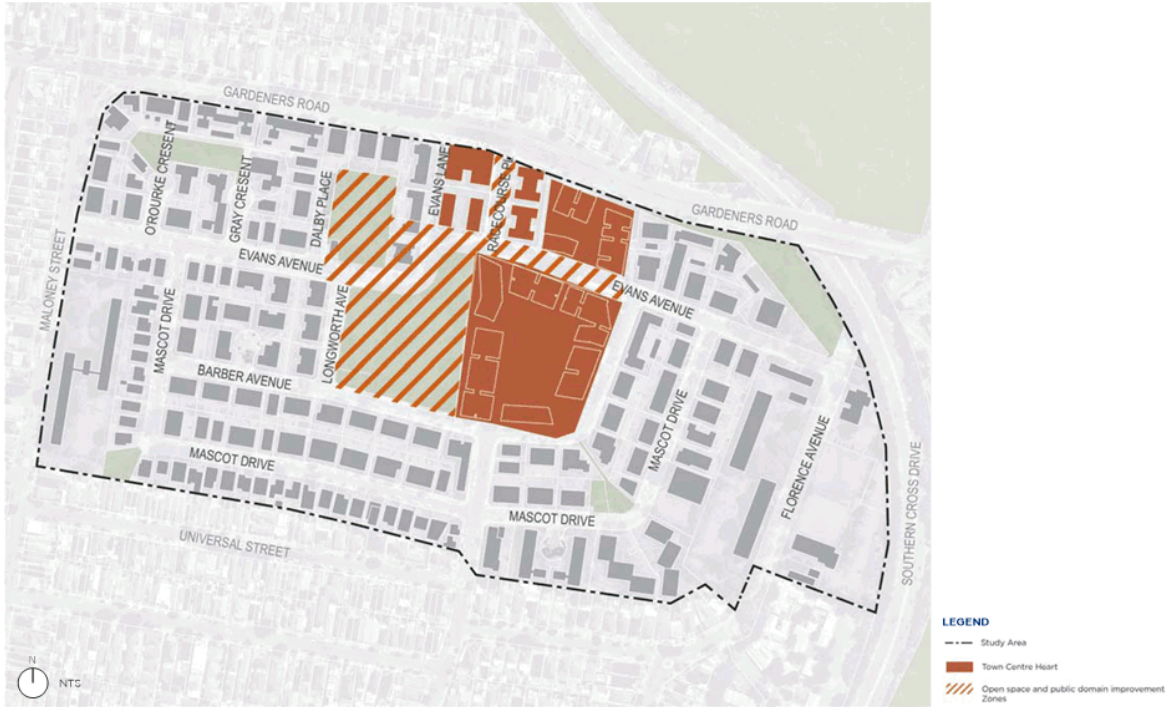 GARDENERS ROAD
O'ROURKE CRESENT
GRAY CRESENT
DALBY PLACE
EVANS LANE
RACECOURSE PL
GARDENERS ROAD
MALONEY STREET
EVANS AVENUE
EVANS AVENUE
MASCOT DRIVE
LONGWORTH AVE
BARBER AVENUE
MASCOT DRIVE
MASCOT DRIVE
MASCOT DRIVE
FLORENCE AVENUE
SOUTHERN CROSS DRIVE
UNIVERSAL STREET
N
NTS
LEGEND
Study Area
Town Centre Heart
Open space and public domain improvement
Zones